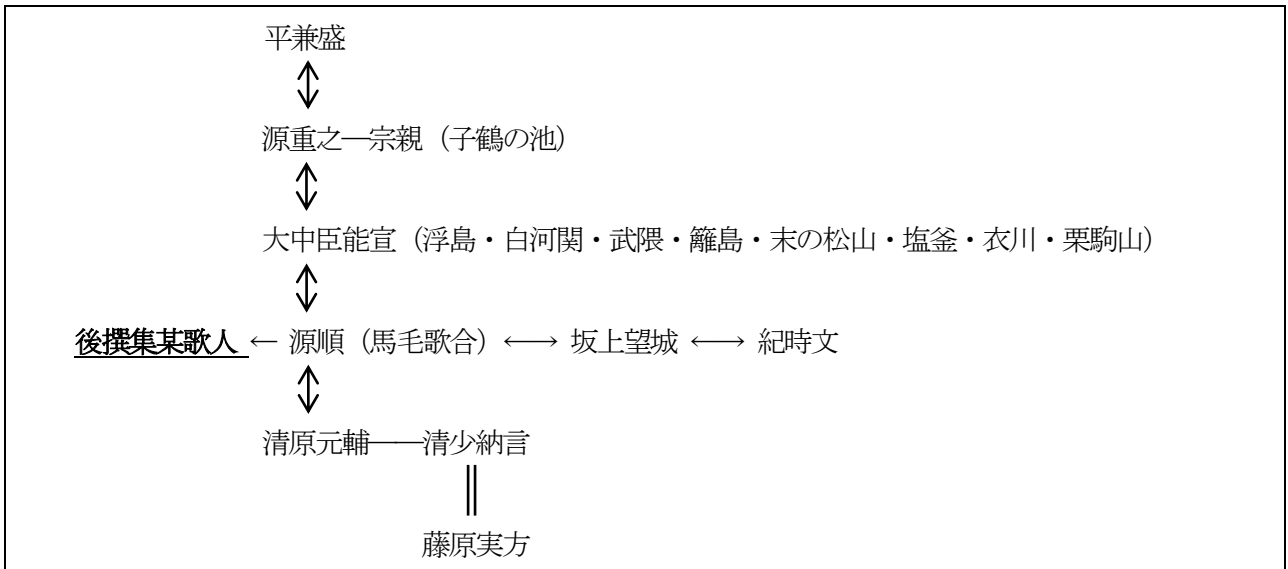 平兼盛
源重之―宗親（子鶴の池）
大中臣能宣（浮島・白河関・武隈・籬島・末の松山・塩釜・衣川・栗駒山）
後撰集某歌人 ← 源順（馬毛歌合）←→ 坂上望城 ←→ 紀時文
清原元輔――清少納言
藤原実方